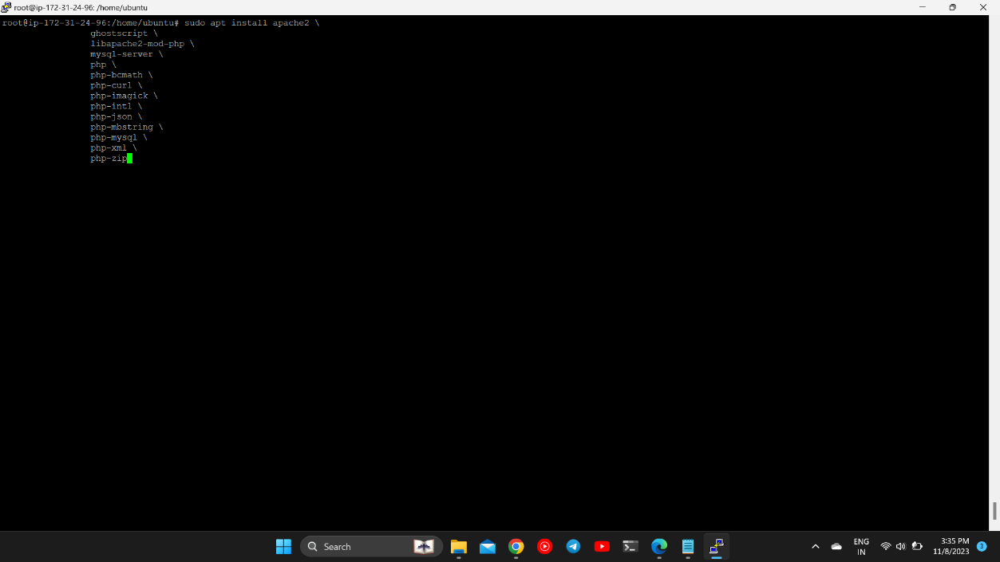 root@ip-172-31-24-96: /home/ubuntu
root@ip-172-31-24-96:/home/ubuntu# sudo apt install apache2 \
ghostscript \
libapache2-mod-php \
mysql-server \
php \
php-bcmath \
php-curl \
php-imagick \
php-intl \
php-json \
php-mbstring \
php-mysql \
php-xml \
php-zip
Search
ENG
IN
3:35 PM
11/8/2023
3